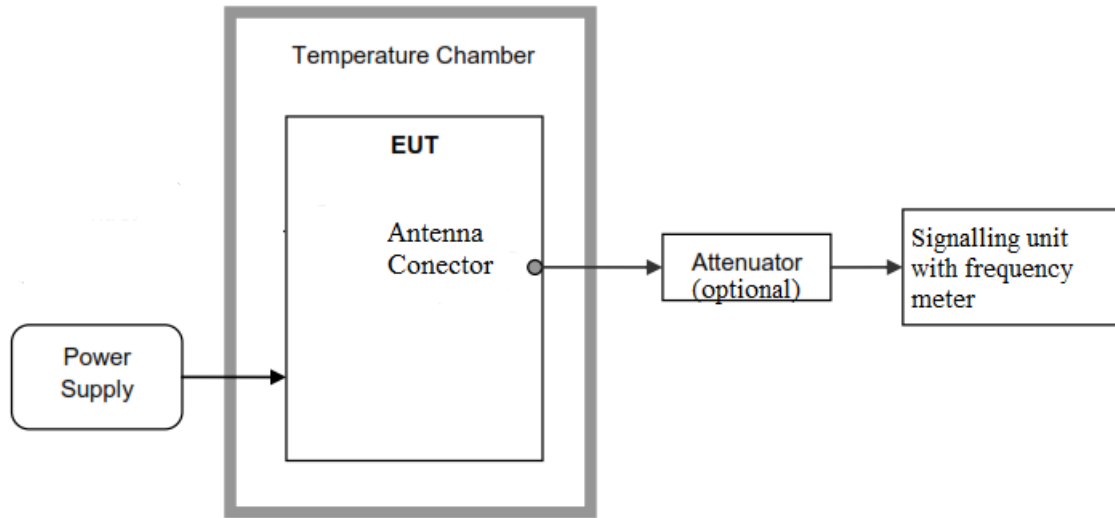 Temperature Chamber
EUT
Antenna
Conector
Attenuator
(optional)
Signalling unit
with frequency
meter
Power
Supply